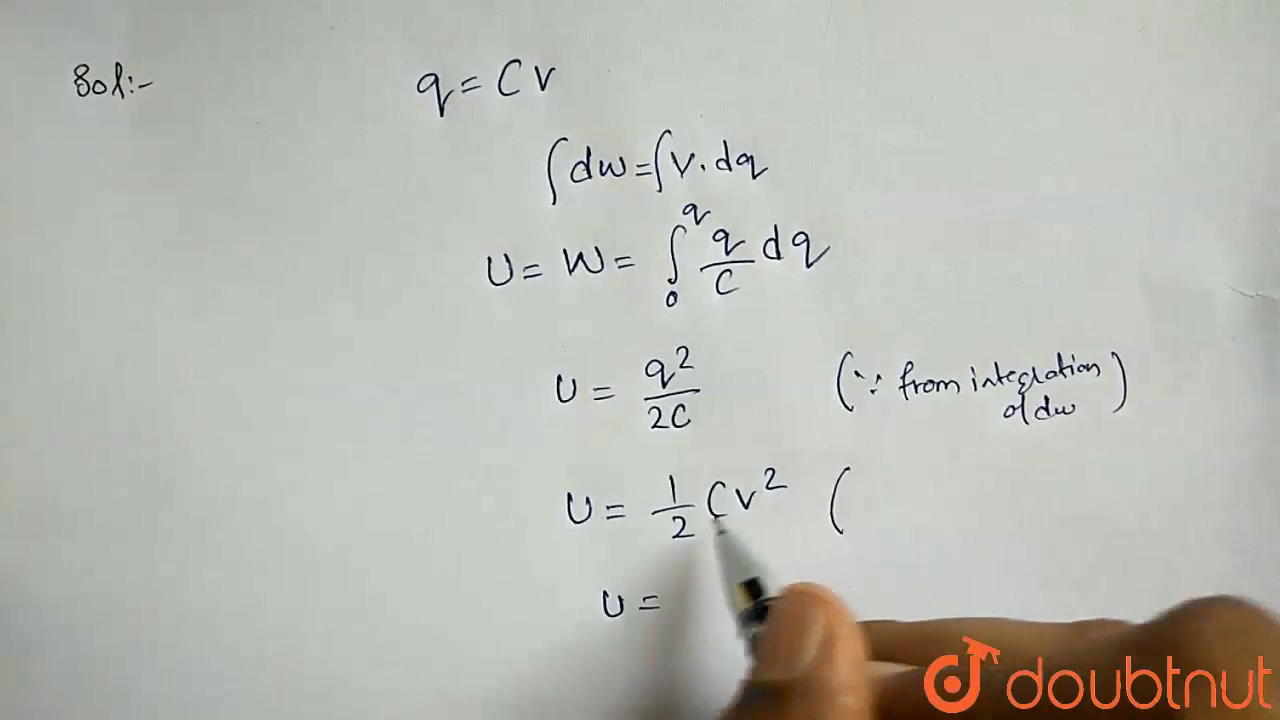 Sol:-
q = CV
∫dw = ∫V.dq
U = W = ∫₀^q q/C dq
U = q²/2C (∵ from integration
of dw)
U = 1/2 CV² (
U =
doubtnut